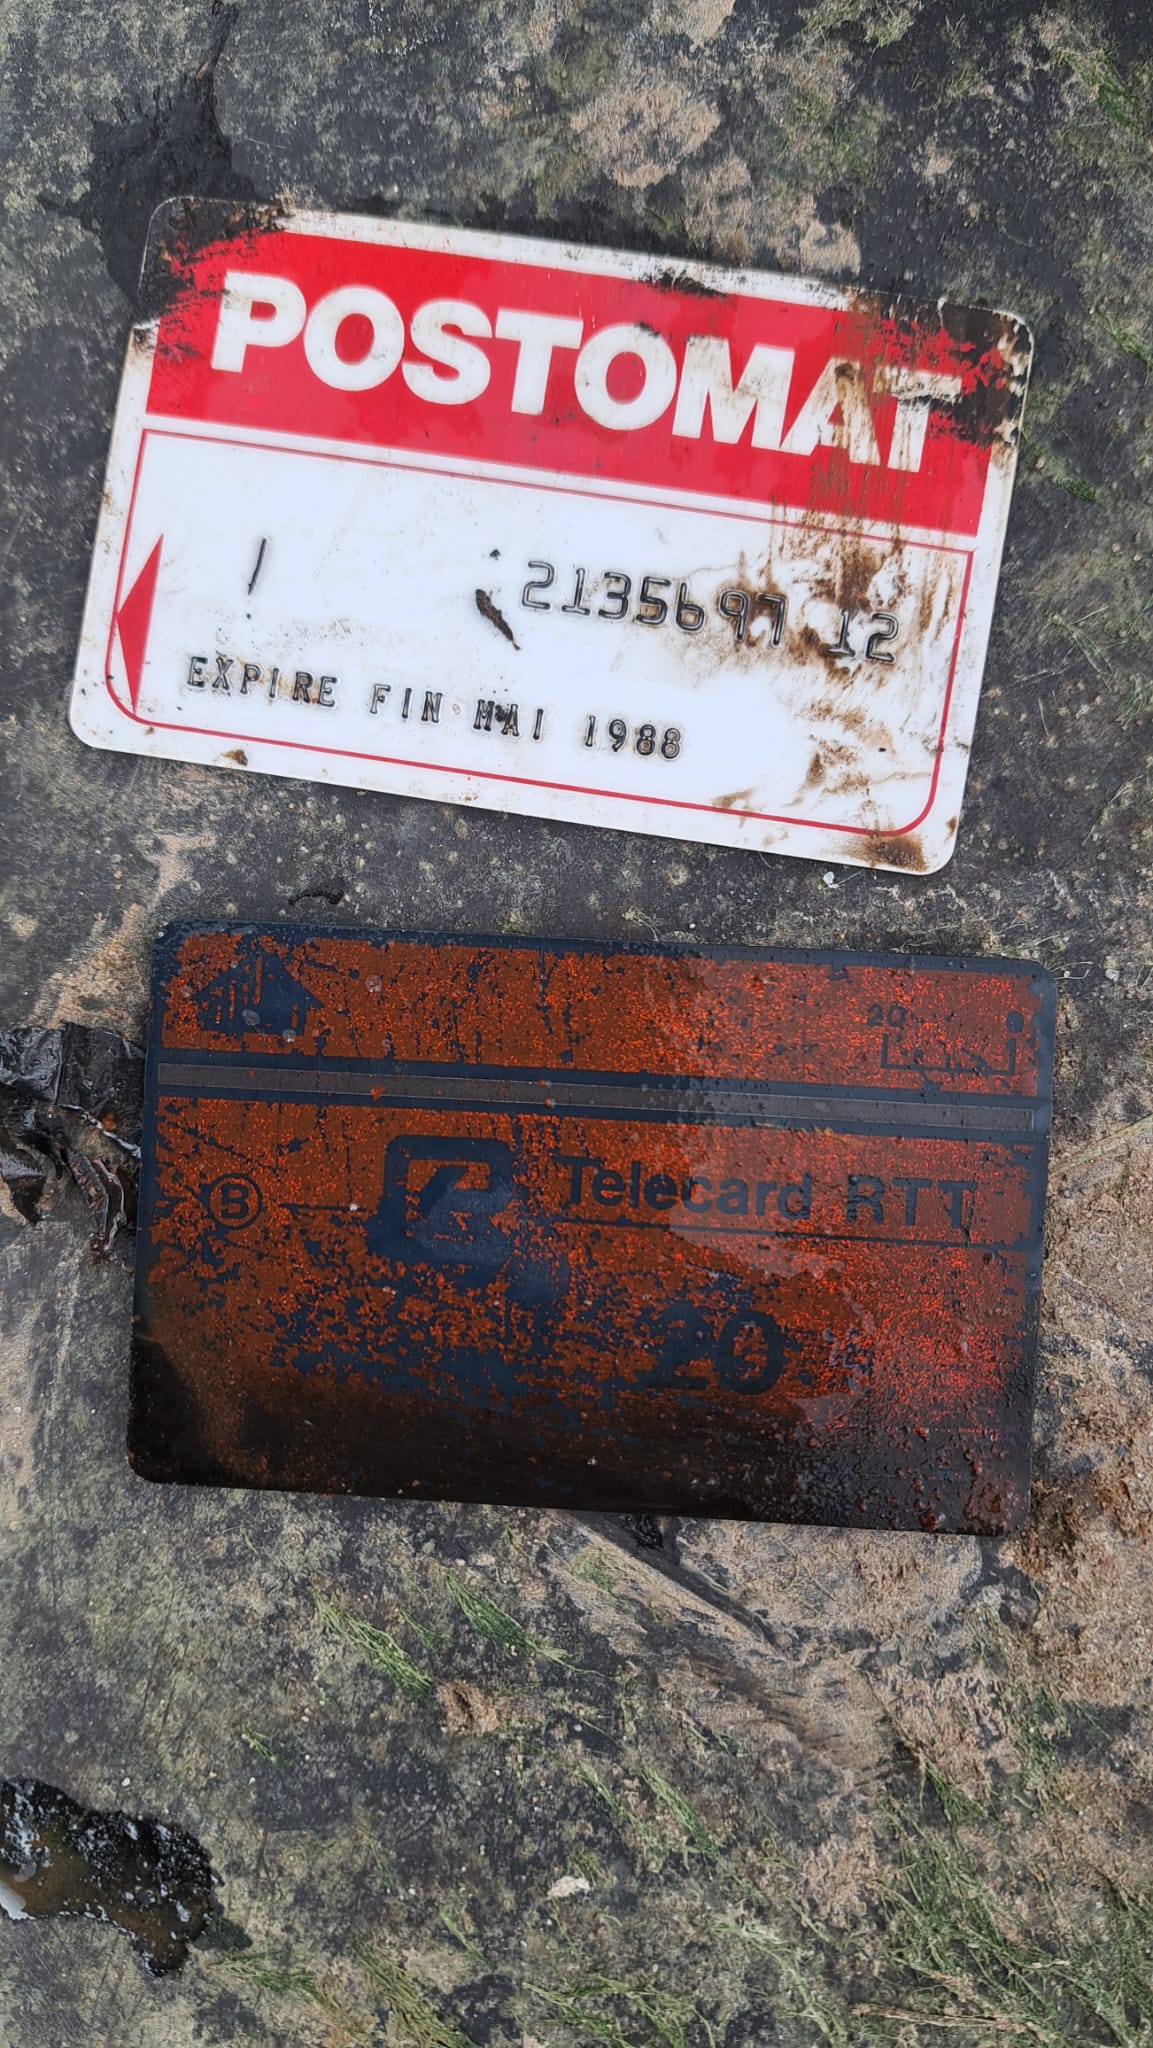 POSTOMAT
2135697 12
EXPIRE FIN MAI 1988
20
B
Telecard RTT
20